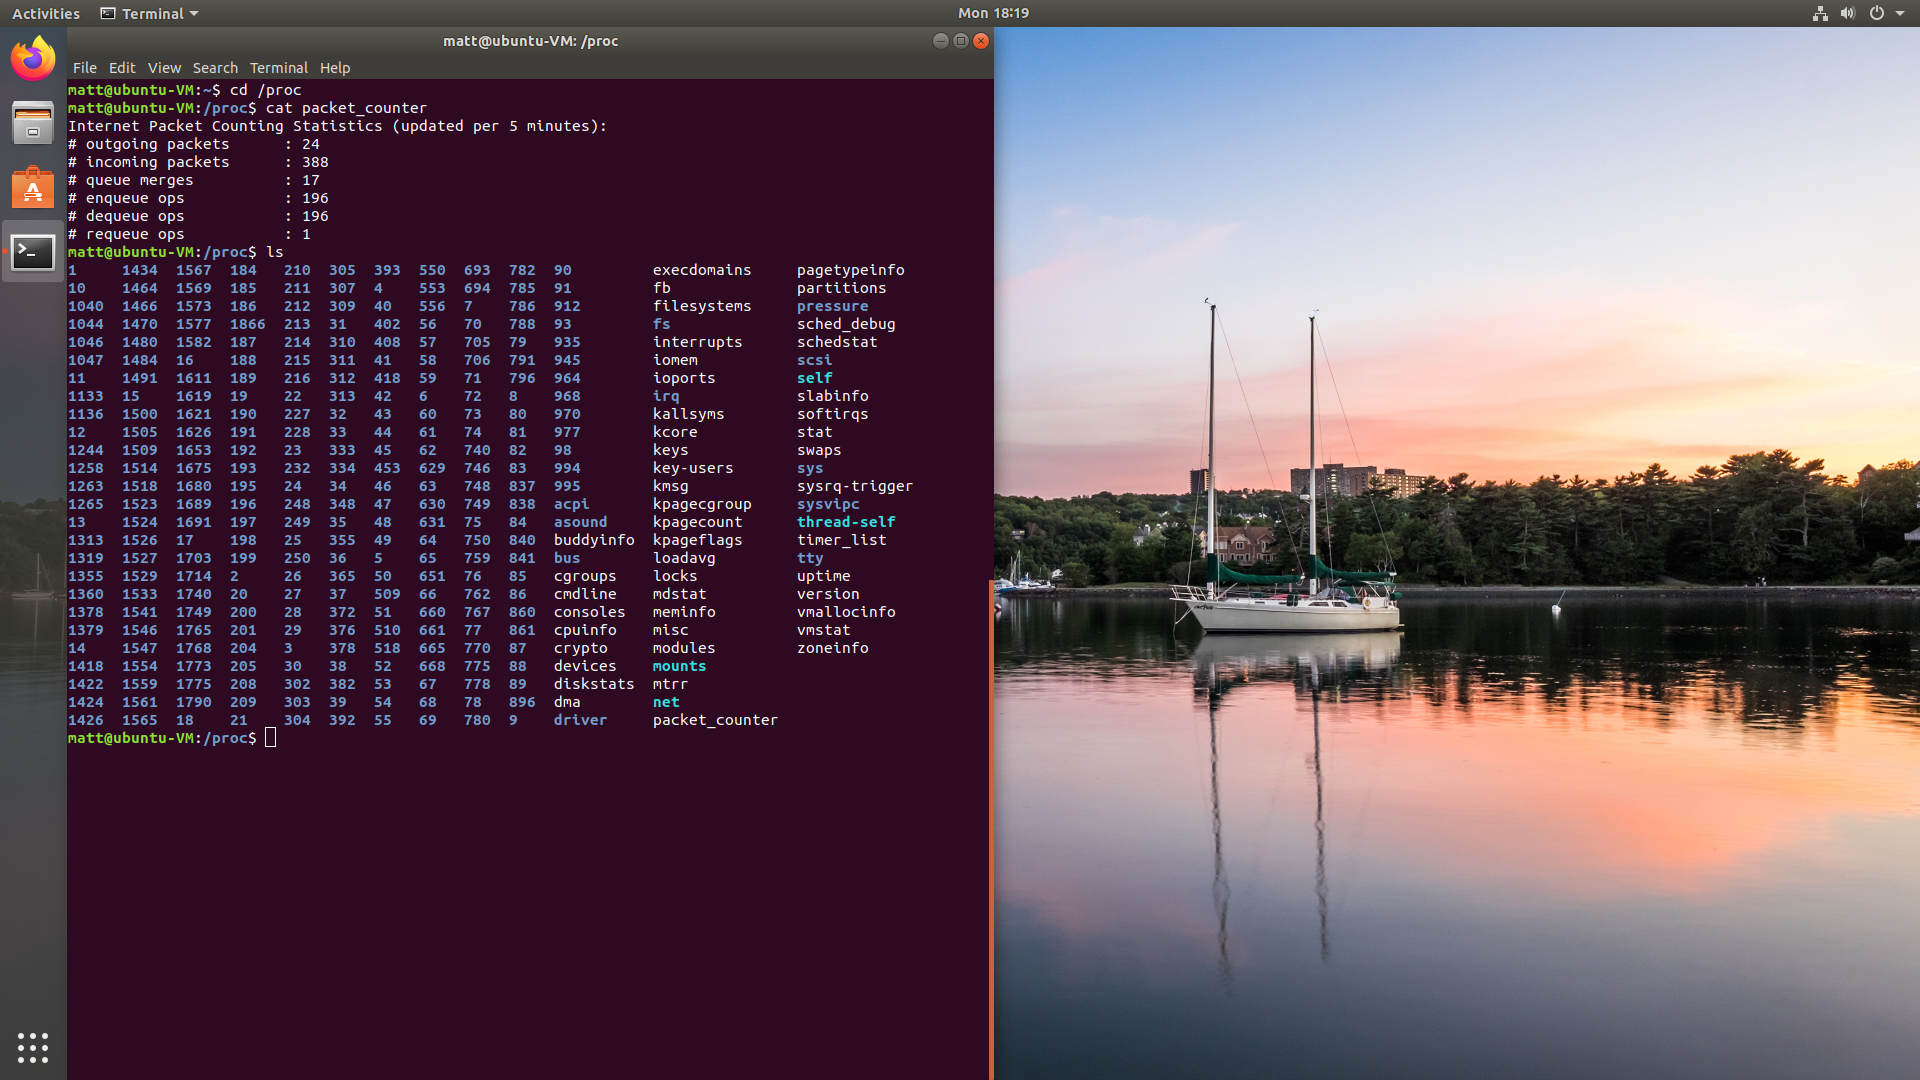 Activities Terminal Mon 18:19
matt@ubuntu-VM: /proc
File Edit View Search Terminal Help
matt@ubuntu-VM:~$ cd /proc
matt@ubuntu-VM:/proc$ cat packet_counter
Internet Packet Counting Statistics (updated per 5 minutes):
# outgoing packets : 24
# incoming packets : 388
# queue merges : 17
# enqueue ops : 196
# dequeue ops : 196
# requeue ops : 1
matt@ubuntu-VM:/proc$ ls
1 1434 1567 184 210 305 393 550 693 782 90 execdomains pagetypeinfo
10 1464 1569 185 211 307 4 553 694 785 91 fb partitions
1040 1466 1573 186 212 309 40 556 7 786 912 filesystems pressure
1044 1470 1577 1866 213 31 402 56 70 788 93 fs sched_debug
1046 1480 1582 187 214 310 408 57 705 79 935 interrupts schedstat
1047 1484 16 188 215 311 41 58 706 791 945 iomem scsi
11 1491 1611 189 216 312 418 59 71 796 964 ioports self
1133 15 1619 19 22 313 42 6 72 8 968 irq slabinfo
1136 1500 1621 190 227 32 43 60 73 80 970 kallsyms softirqs
12 1505 1626 191 228 33 44 61 74 81 977 kcore stat
1244 1509 1653 192 23 333 45 62 740 82 98 keys swaps
1258 1514 1675 193 232 334 453 629 746 83 994 key-users sys
1263 1518 1680 195 24 34 46 63 748 837 995 kmsg sysrq-trigger
1265 1523 1689 196 248 348 47 630 749 838 acpi kpagecgroup sysvipc
13 1524 1691 197 249 35 48 631 75 84 asound kpagecount thread-self
1313 1526 17 198 25 355 49 64 750 840 buddyinfo kpageflags timer_list
1319 1527 1703 199 250 36 5 65 759 841 bus loadavg tty
1355 1529 1714 2 26 365 50 651 76 85 cgroups locks uptime
1360 1533 1740 20 27 37 509 66 762 86 cmdline mdstat version
1378 1541 1749 200 28 372 51 660 767 860 consoles meminfo vmallocinfo
1379 1546 1765 201 29 376 510 661 77 861 cpuinfo misc vmstat
14 1547 1768 204 3 378 518 665 770 87 crypto modules zoneinfo
1418 1554 1773 205 30 38 52 668 775 88 devices mounts
1422 1559 1775 208 302 382 53 67 778 89 diskstats mtrr
1424 1561 1790 209 303 39 54 68 78 896 dma net
1426 1565 18 21 304 392 55 69 780 9 driver packet_counter
matt@ubuntu-VM:/proc$